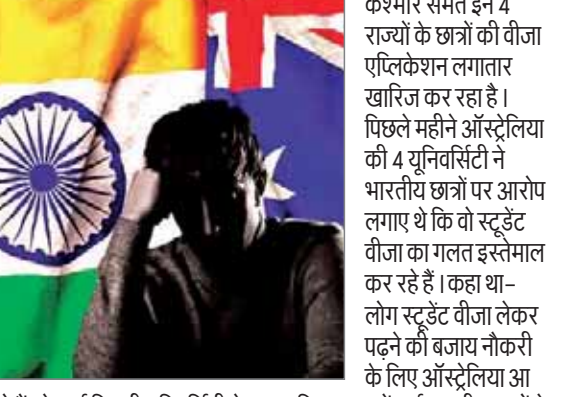 कश्मीर समेत इन 4
राज्यों के छात्रों की वीजा
एप्लिकेशन लगातार
खारिज कर रहा है।
पिछले महीने ऑस्ट्रेलिया
की 4 यूनिवर्सिटी ने
भारतीय छात्रों पर आरोप
लगाए थे कि वो स्टूडेंट
वीजा का गलत इस्तेमाल
कर रहे हैं।कहा था-
लोग स्टूडेंट वीजा लेकर
पढ़ने की बजाय नौकरी
के लिए ऑस्ट्रेलिया आ